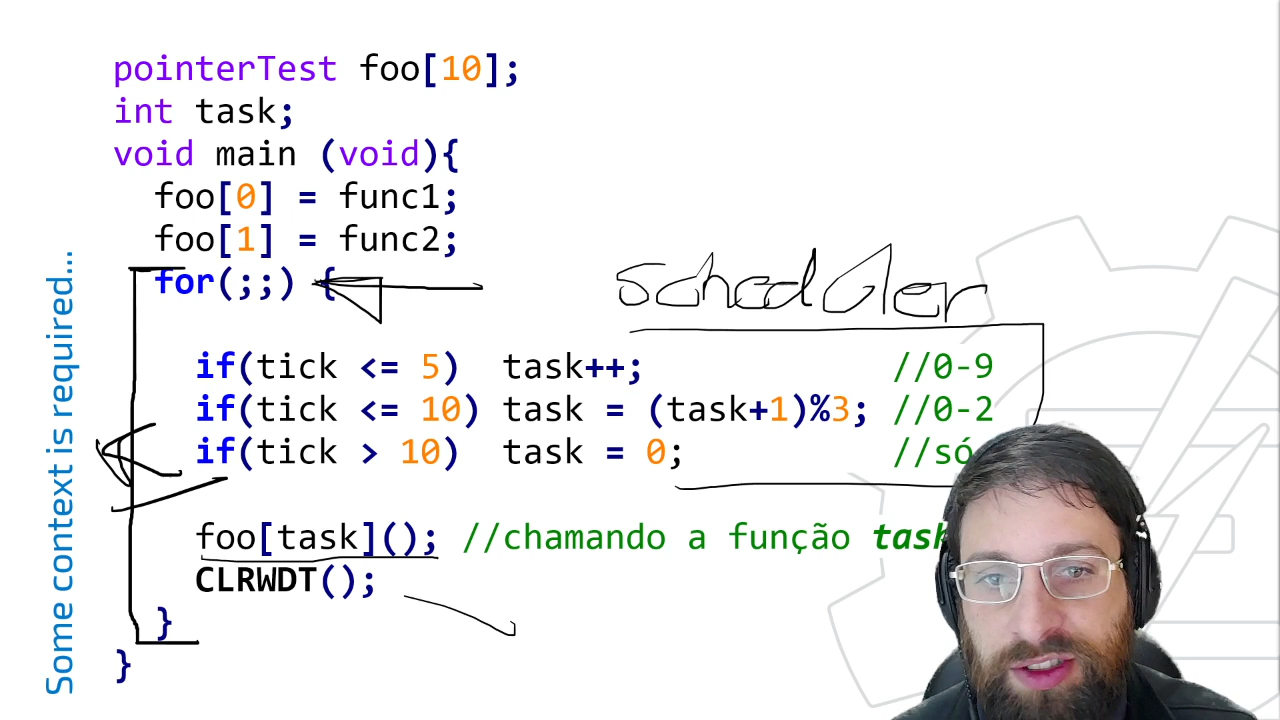 pointerTest foo[10];
int task;
void main (void){
foo[0] = func1;
foo[1] = func2;
for(;;) {
scheduler
if(tick <= 5) task++; //0-9
if(tick <= 10) task = (task+1)%3; //0-2
if(tick > 10) task = 0; //só
foo[task](); //chamando a função task
CLRWDT();
}
}
Some context is required...